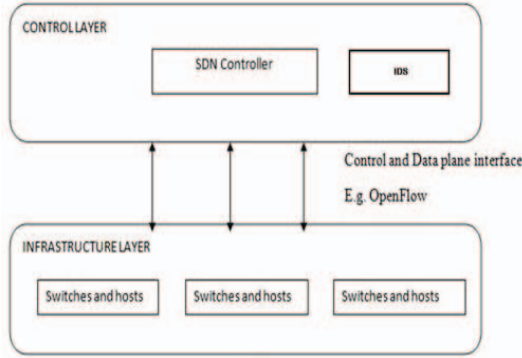 CONTROL LAYER
SDN Controller
IDS
Control and Data plane interface
E.g. OpenFlow
INFRASTRUCTURE LAYER
Switches and hosts
Switches and hosts
Switches and hosts